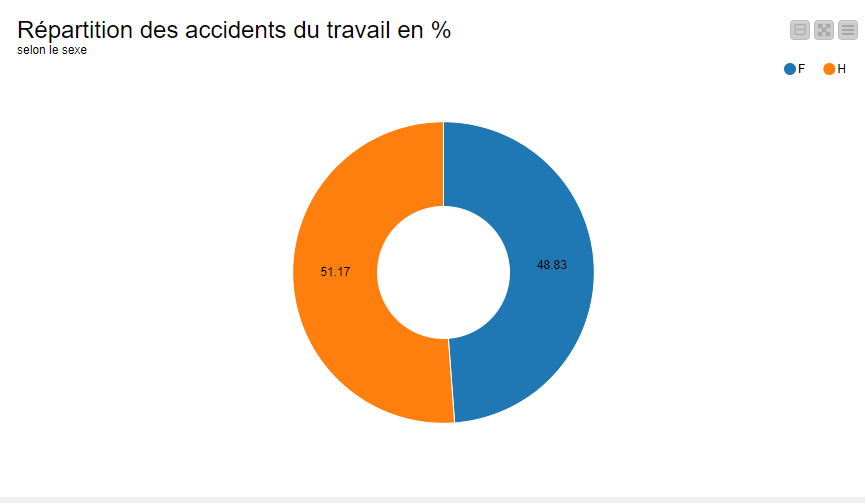 Répartition des accidents du travail en %
selon le sexe
F H
51.17
48.83